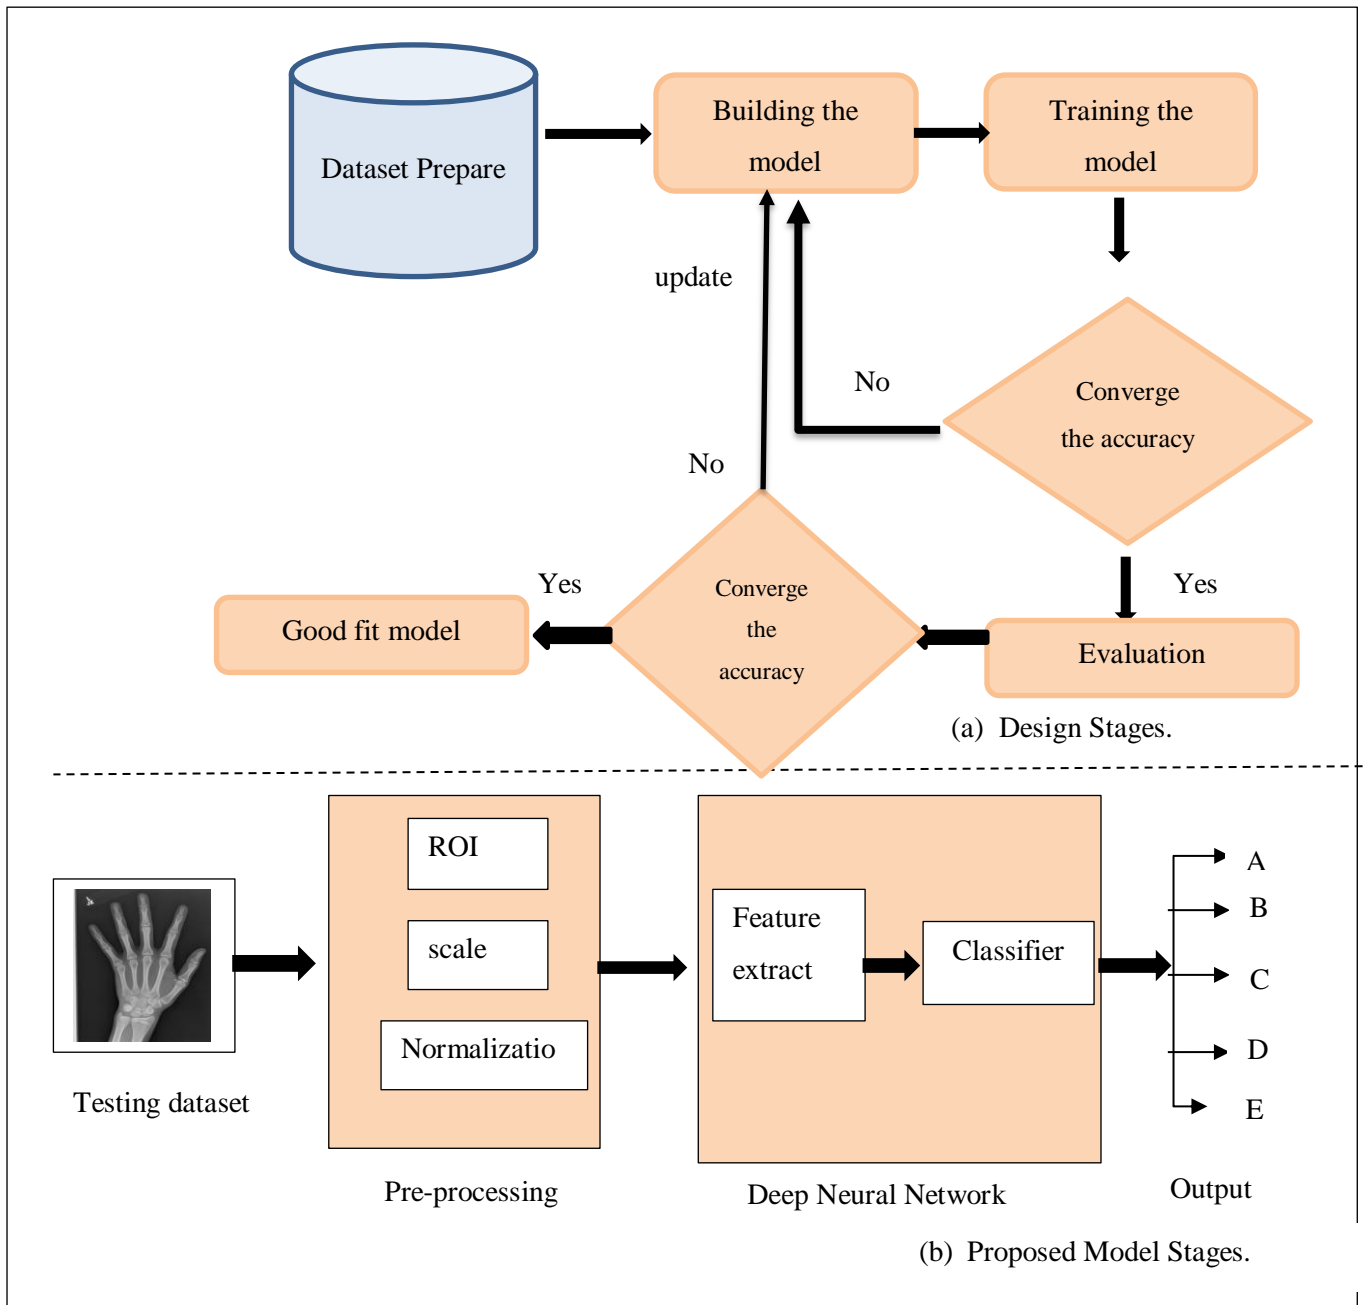 Dataset Prepare
Building the
model
Training the
model
update
No
Converge
the accuracy
No
Yes
Converge
the
accuracy
Yes
Good fit model
Evaluation
(a) Design Stages.
ROI
scale
Normalizatio
Feature
extract
Classifier
A
B
C
D
E
Testing dataset
Pre-processing
Deep Neural Network
Output
(b) Proposed Model Stages.